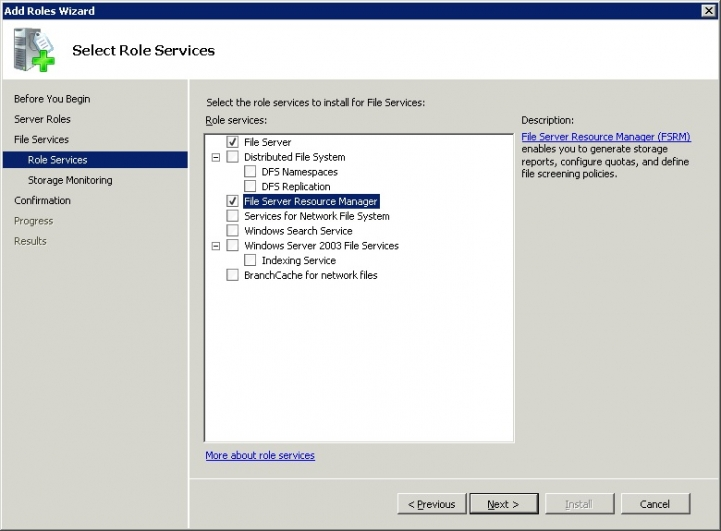 Add Roles Wizard
Select Role Services
Before You Begin
Server Roles
File Services
Role Services
Storage Monitoring
Confirmation
Progress
Results
Select the role services to install for File Services:
Role services:
File Server
Distributed File System
DFS Namespaces
DFS Replication
File Server Resource Manager
Services for Network File System
Windows Search Service
Windows Server 2003 File Services
Indexing Service
BranchCache for network files
More about role services
Description:
File Server Resource Manager (FSRM)
enables you to generate storage
reports, configure quotas, and define
file screening policies.
< Previous
Next >
Install
Cancel